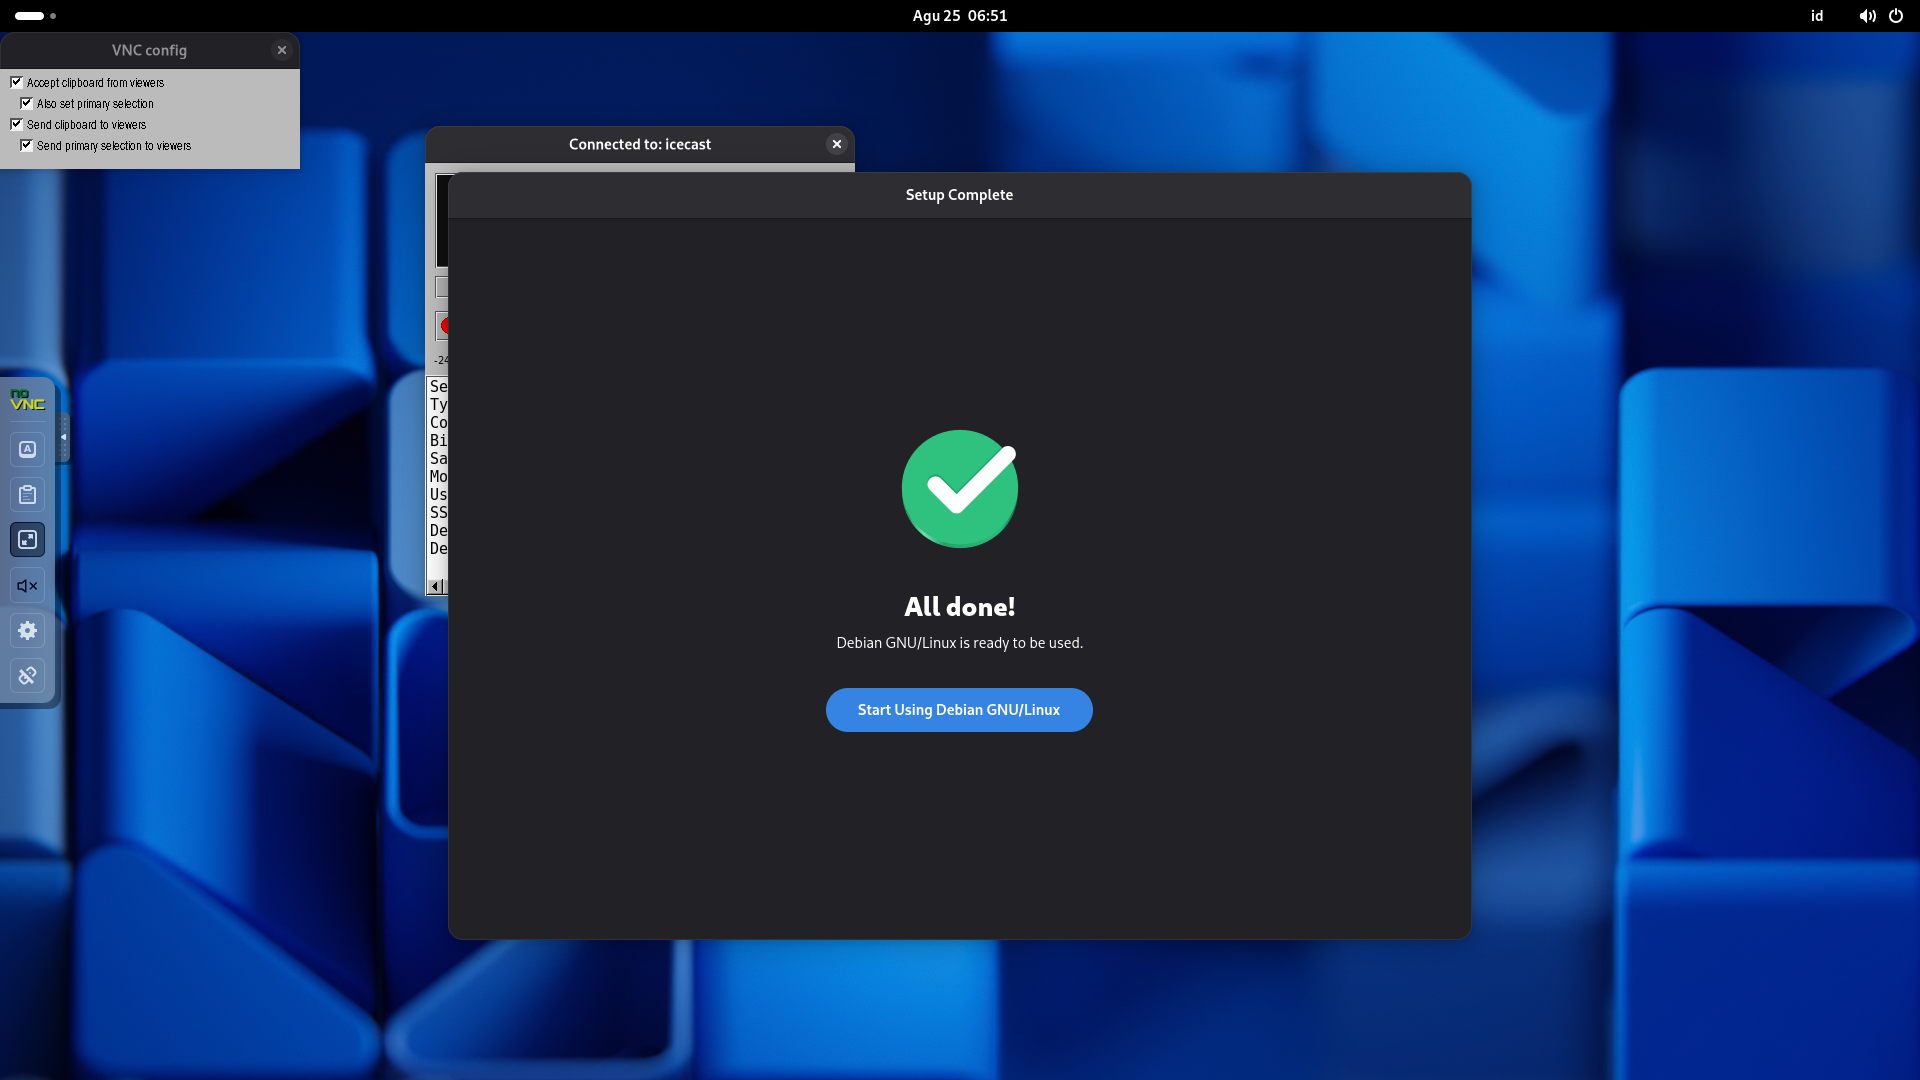 Agu 25 06:51
id
VNC config
Accept clipboard from viewers
Also set primary selection
Send clipboard to viewers
Send primary selection to viewers
Connected to: icecast
Setup Complete
-24
Se
Ty
Co
Bi
Sa
Mo
Us
SS
De
De
no
VNC
A
All done!
Debian GNU/Linux is ready to be used.
Start Using Debian GNU/Linux